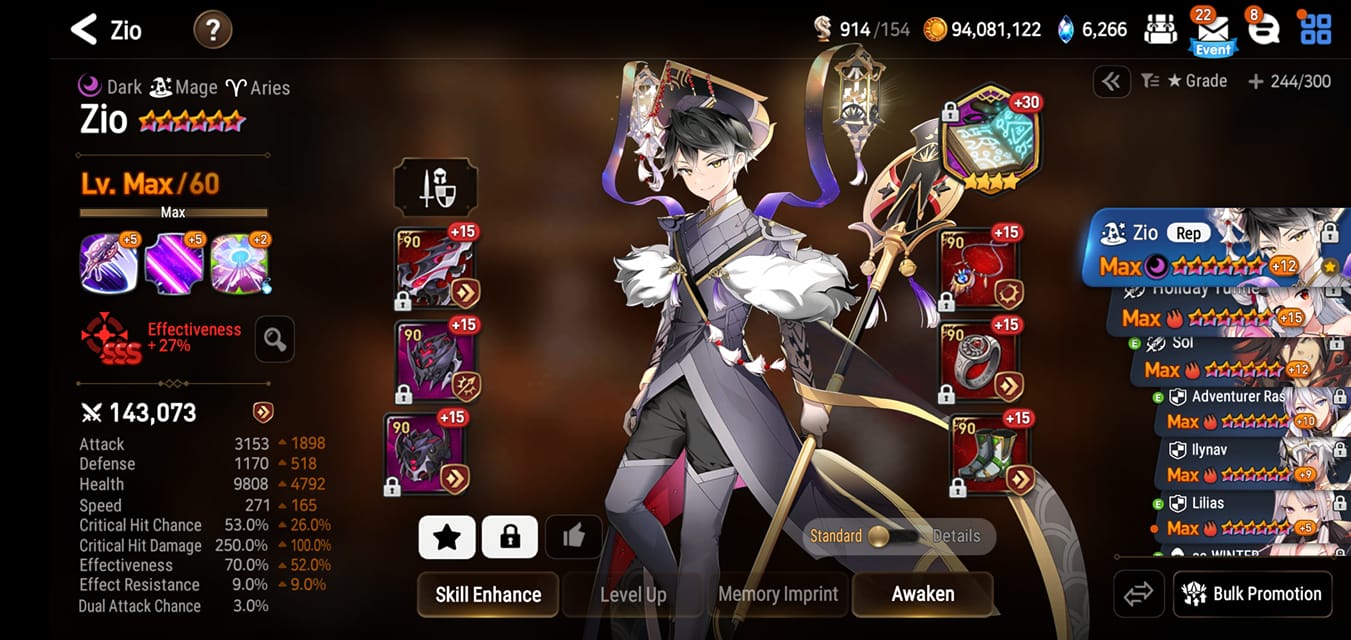 Zio
?
914/154
94,081,122
6,266
22
Event
8
Dark Mage Aries
Zio
Lv. Max/60
Max
+5
+5
+2
SSS
Effectiveness
+ 27%
143,073
Attack 3153 1898
Defense 1170 518
Health 9808 4792
Speed 271 165
Critical Hit Chance 53.0% 26.0%
Critical Hit Damage 250.0% 100.0%
Effectiveness 70.0% 52.0%
Effect Resistance 9.0% 9.0%
Dual Attack Chance 3.0%
90 +15
90 +15
90 +15
+30
90 +15
90 +15
90 +15
Standard Details
Skill Enhance
Level Up
Memory Imprint
Awaken
Grade
244/300
Zio Rep
Max +12
Max +15
E Sol
Max +12
E Adventurer Ras
Max +10
Ilynav
Max +9
E Lilias
Max +5
Bulk Promotion